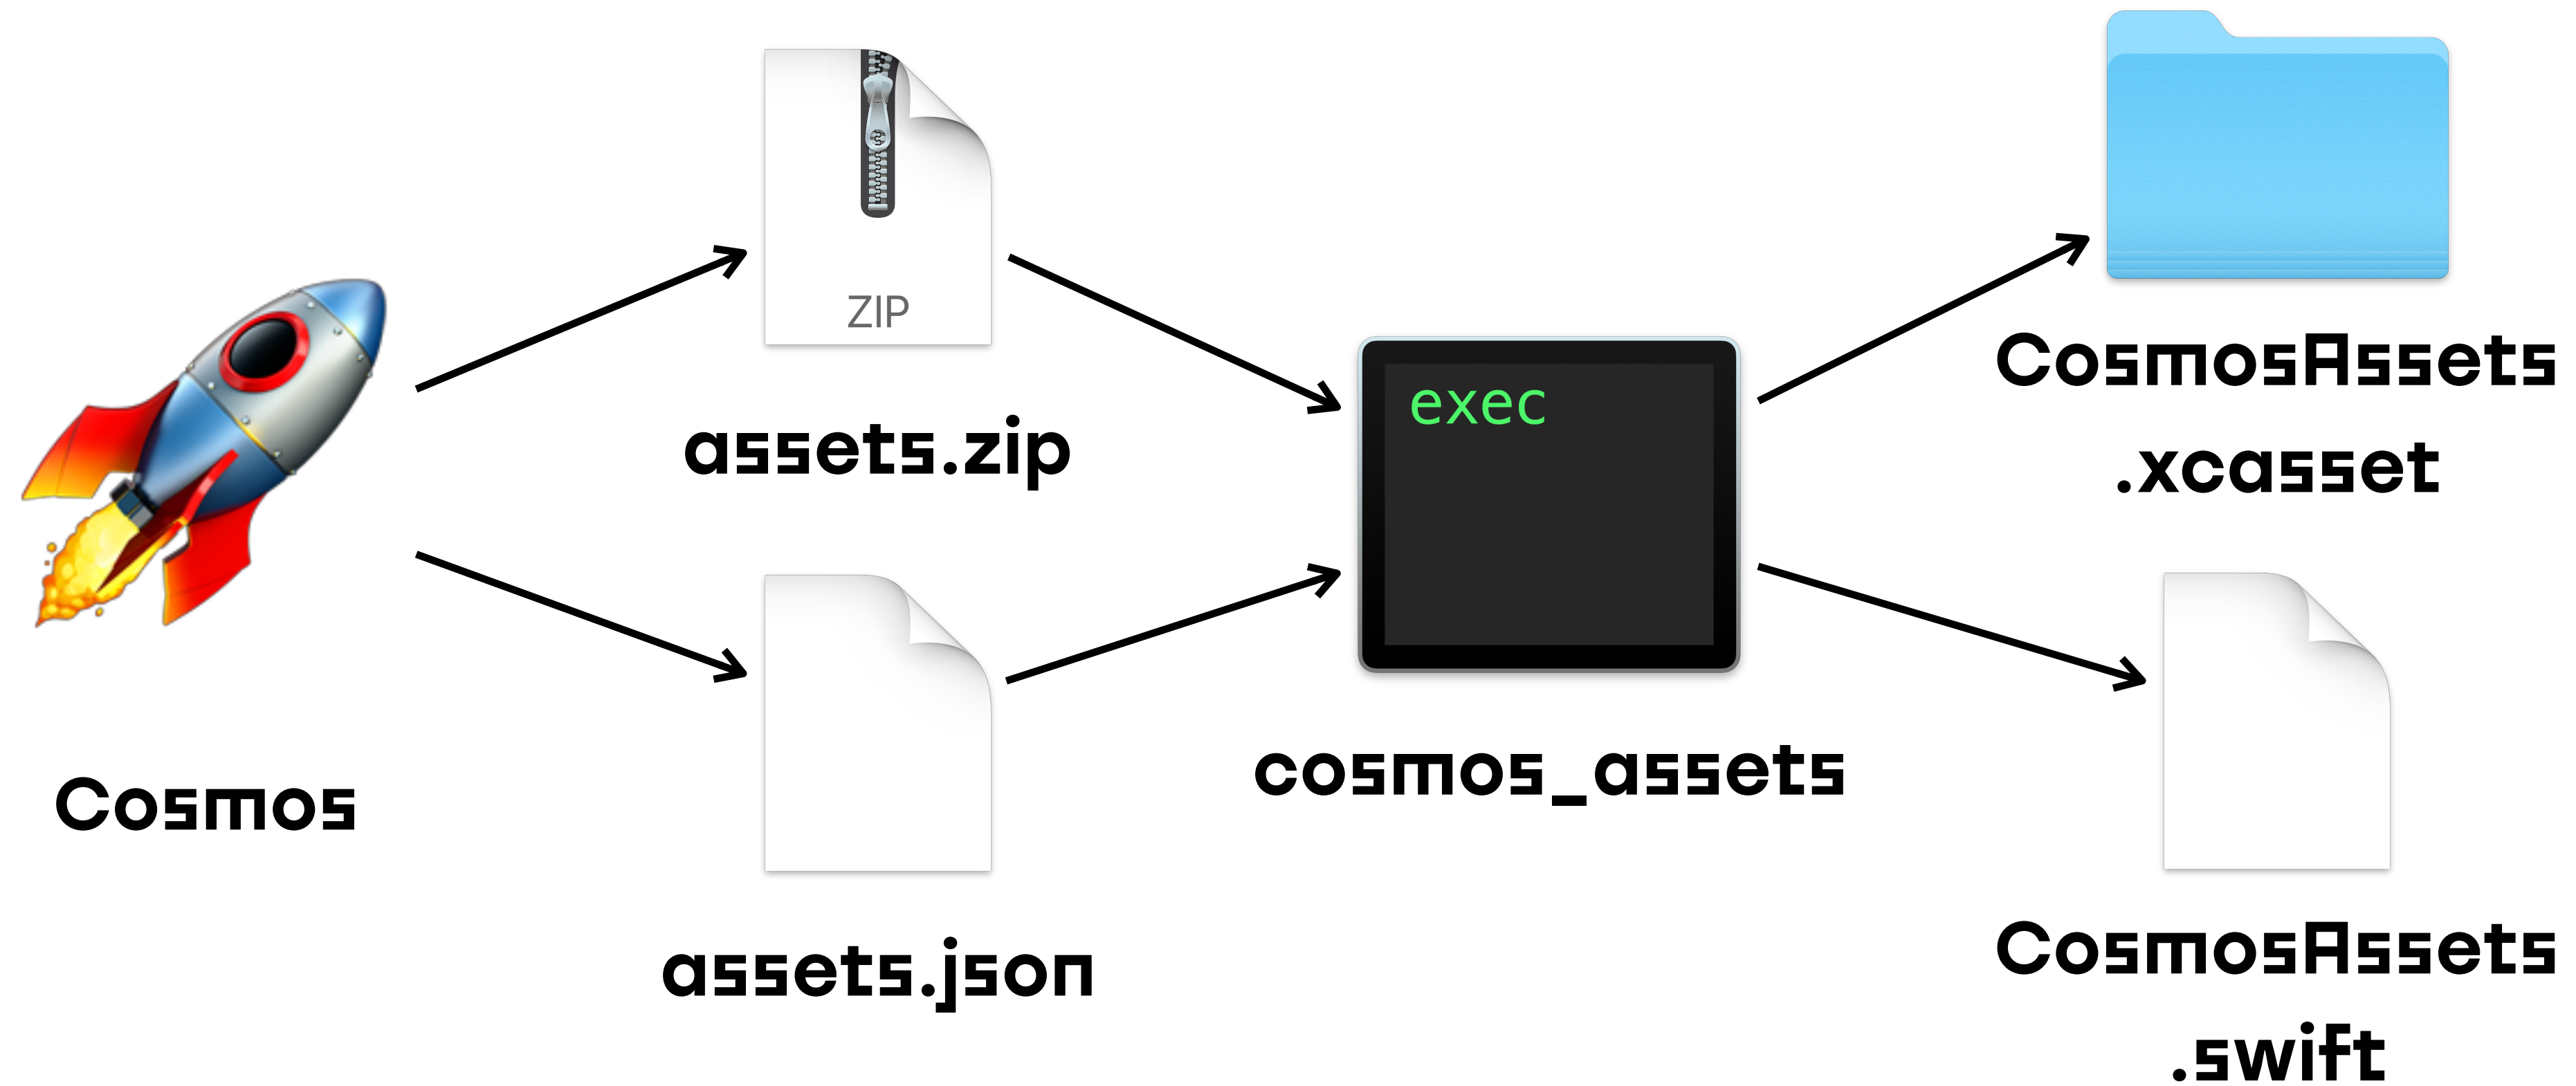 ZIP
assets.zip
Cosmos
assets.json
exec
cosmos_assets
CosmosAssets
.xcasset
CosmosAssets
.swift